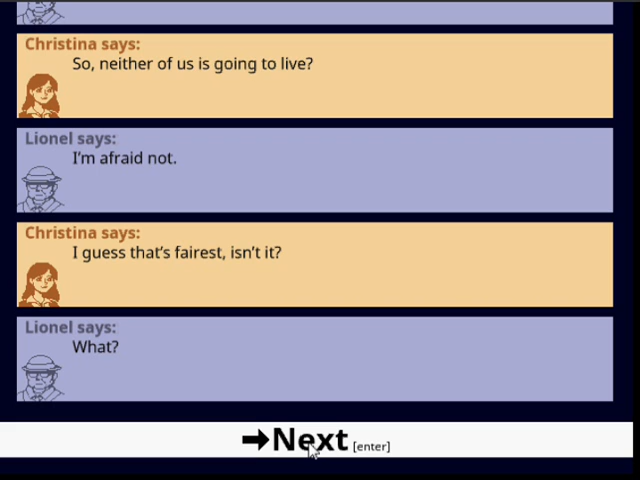 Christina says:
So, neither of us is going to live?
Lionel says:
I’m afraid not.
Christina says:
I guess that’s fairest, isn’t it?
Lionel says:
What?
➡Next [enter]